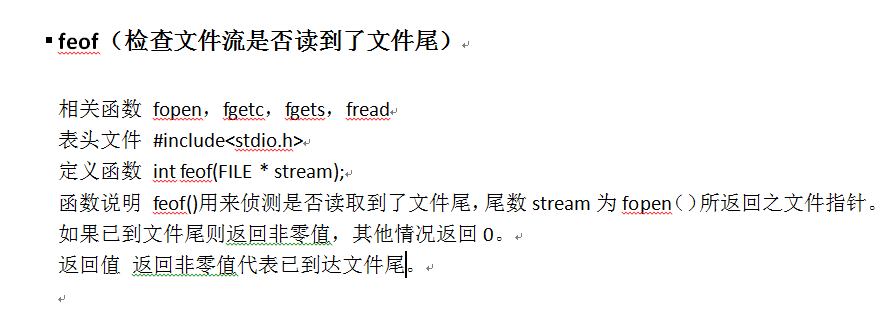 ▪ feof（检查文件流是否读到了文件尾）
相关函数 fopen，fgetc，fgets，fread
表头文件 #include<stdio.h>
定义函数 int feof(FILE * stream);
函数说明 feof()用来侦测是否读取到了文件尾,尾数 stream 为 fopen（）所返回之文件指针。
如果已到文件尾则返回非零值，其他情况返回 0。
返回值 返回非零值代表已到达文件尾。